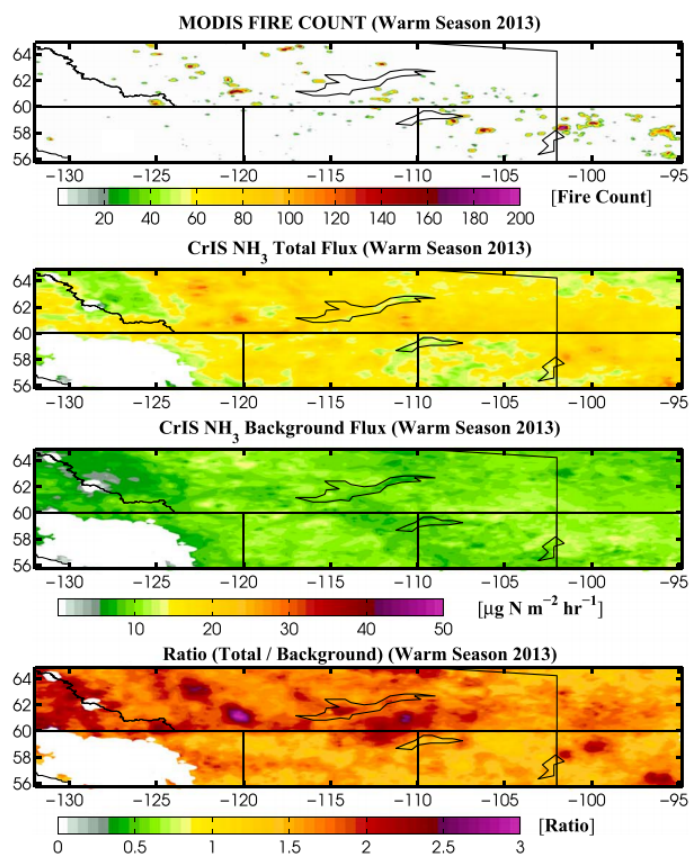 MODIS FIRE COUNT (Warm Season 2013)
64
62
60
58
56
−130 −125 −120 −115 −110 −105 −100 −95
20 40 60 80 100 120 140 160 180 200 [Fire Count]
CrIS NH3 Total Flux (Warm Season 2013)
64
62
60
58
56
−130 −125 −120 −115 −110 −105 −100 −95
CrIS NH3 Background Flux (Warm Season 2013)
64
62
60
58
56
−130 −125 −120 −115 −110 −105 −100 −95
10 20 30 40 50 [μg N m−2 hr−1]
Ratio (Total / Background) (Warm Season 2013)
64
62
60
58
56
−130 −125 −120 −115 −110 −105 −100 −95
0 0.5 1 1.5 2 2.5 3 [Ratio]